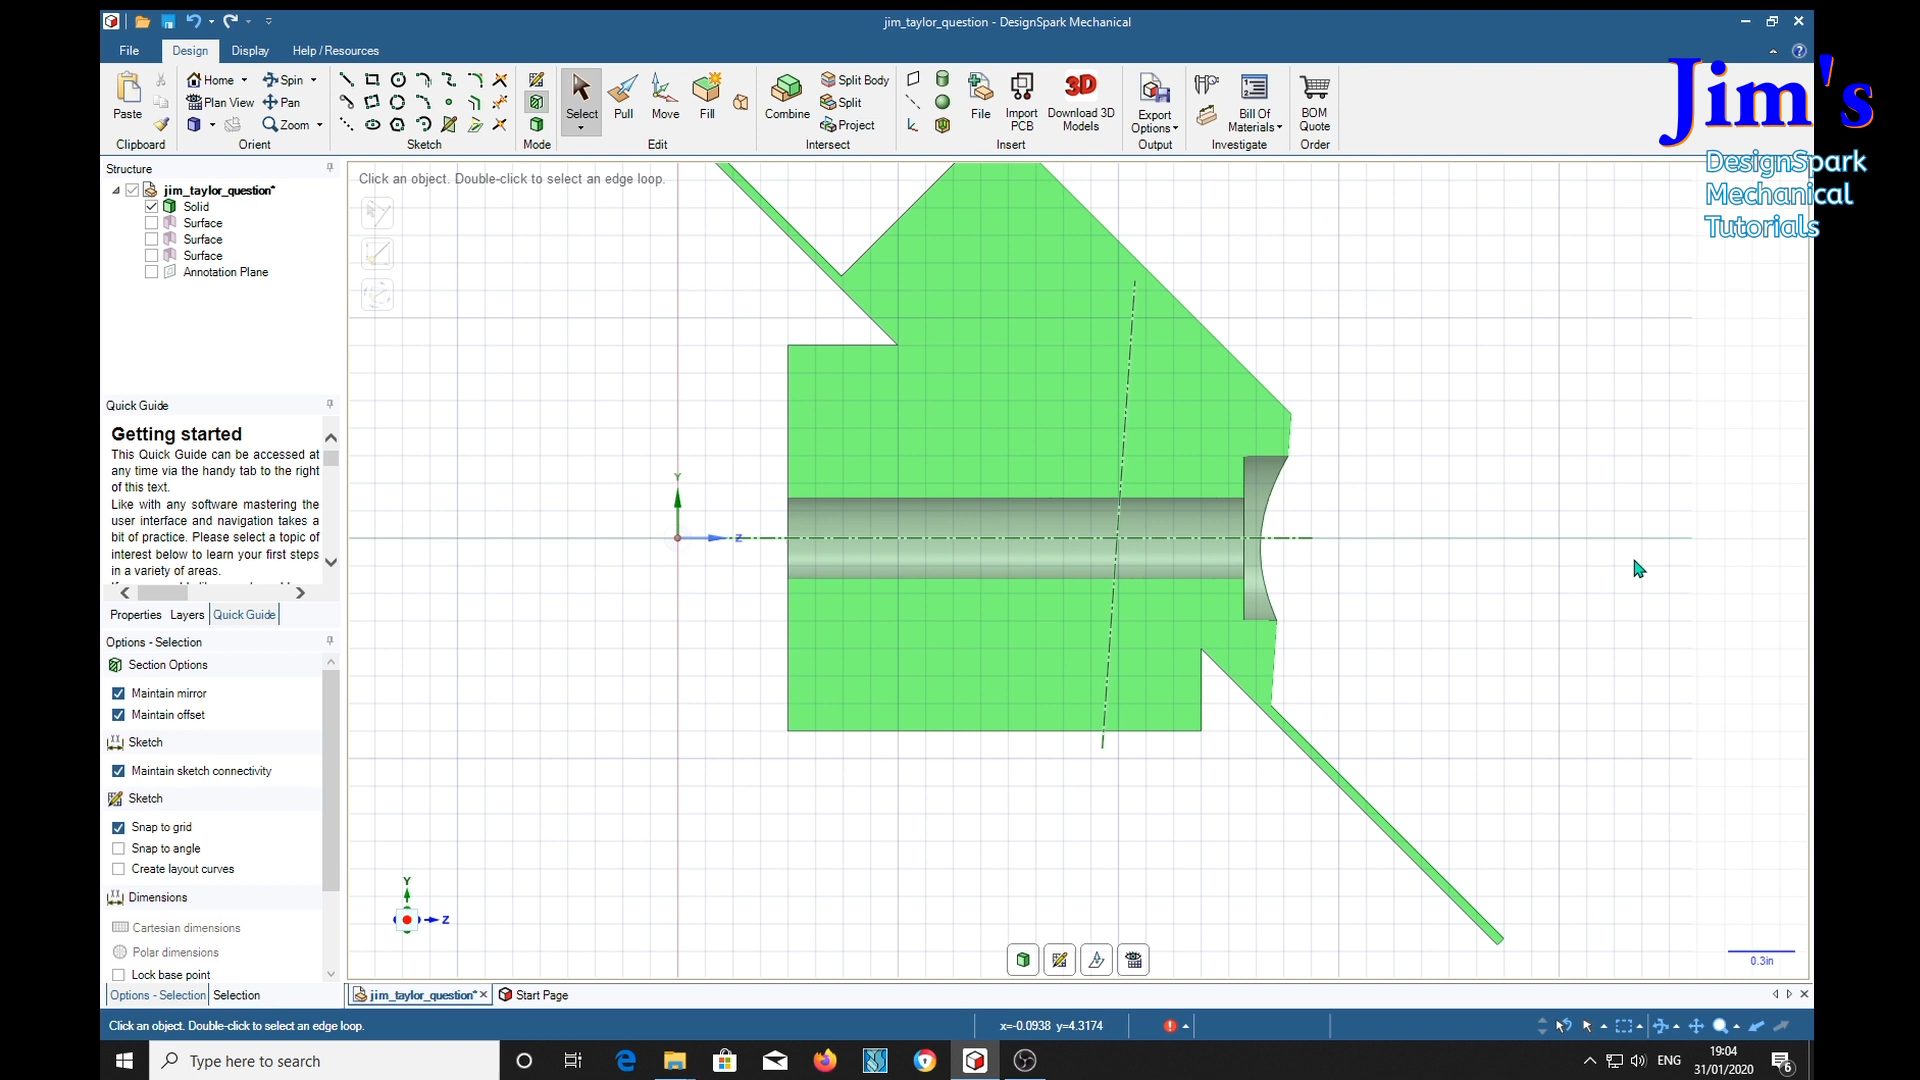 jim_taylor_question - DesignSpark Mechanical
File Design Display Help / Resources
Jim's
DesignSpark
Mechanical
Tutorials
Home Spin Split Body
Plan View Pan Split
Zoom Project
Paste Select Pull Move Fill Combine File Import PCB Download 3D Models Export Options Bill Of Materials BOM Quote
3D
Clipboard Orient Sketch Mode Edit Intersect Insert Output Investigate Order
Structure
jim_taylor_question*
Solid
Surface
Surface
Surface
Annotation Plane
Click an object. Double-click to select an edge loop.
Quick Guide
Getting started
This Quick Guide can be accessed at
any time via the handy tab to the right
of this text.
Like with any software mastering the
user interface and navigation takes a
bit of practice. Please select a topic of
interest below to learn your first steps
in a variety of areas.
Properties Layers Quick Guide
Options - Selection
Section Options
Maintain mirror
Maintain offset
Sketch
Maintain sketch connectivity
Sketch
Snap to grid
Snap to angle
Create layout curves
Dimensions
Cartesian dimensions
Polar dimensions
Lock base point
Options - Selection Selection
Y
Z
Y
Z
0.3in
jim_taylor_question* Start Page
Click an object. Double-click to select an edge loop.
x=-0.0938 y=4.3174
Type here to search
ENG
19:04
31/01/2020
6